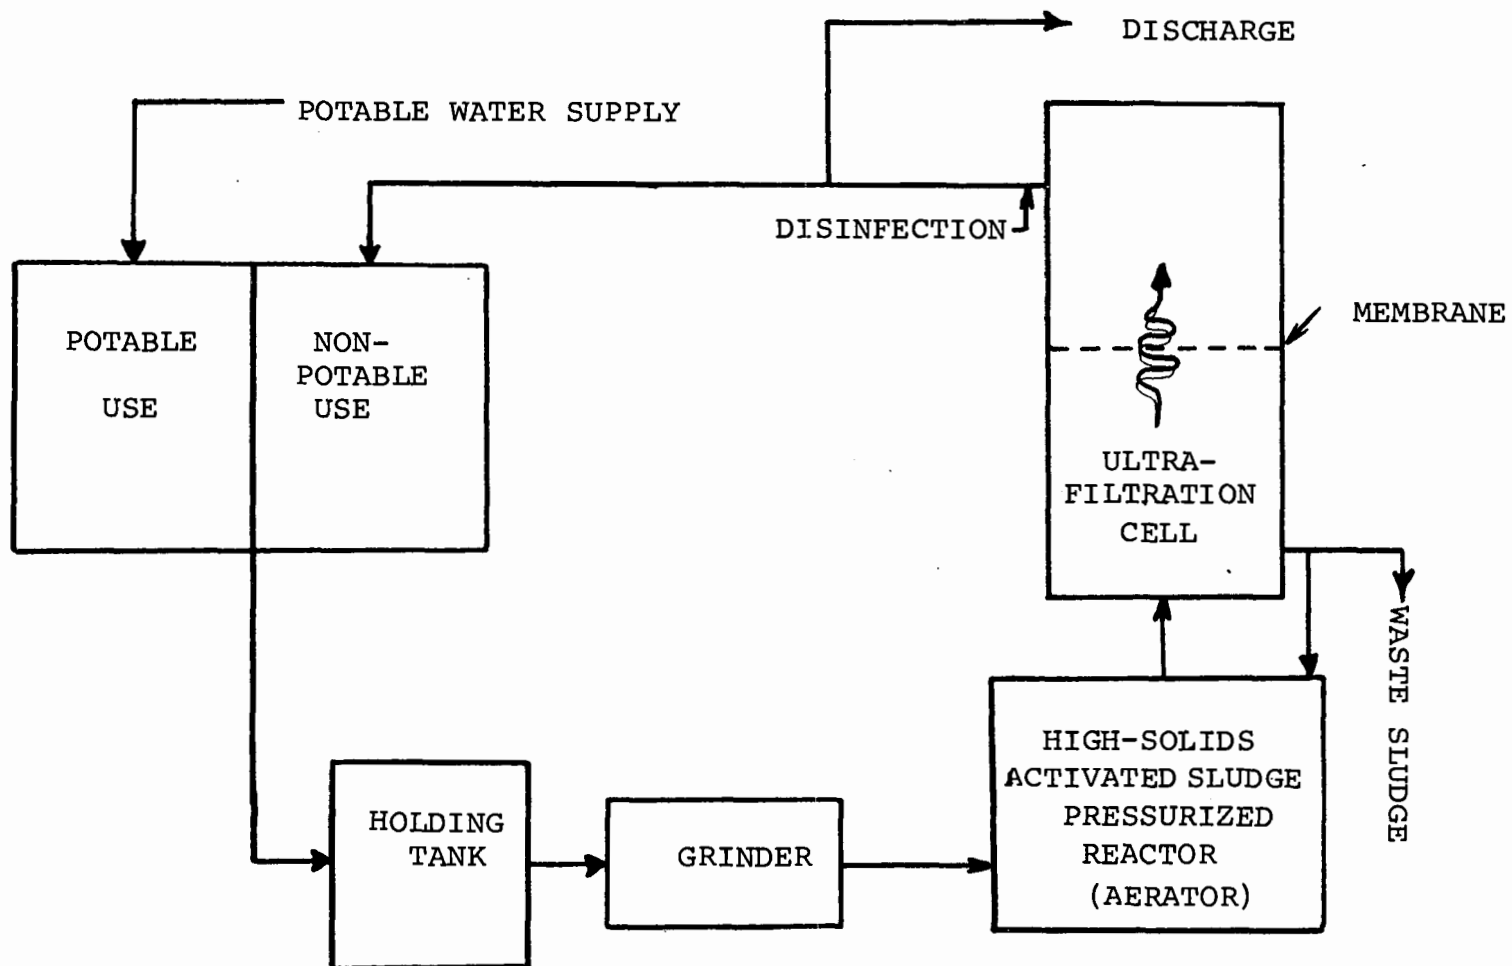 DISCHARGE
POTABLE WATER SUPPLY
DISINFECTION
MEMBRANE
POTABLE
USE
NON-
POTABLE
USE
ULTRA-
FILTRATION
CELL
WASTE SLUDGE
HIGH-SOLIDS
ACTIVATED SLUDGE
PRESSURIZED
REACTOR
(AERATOR)
HOLDING
TANK
GRINDER